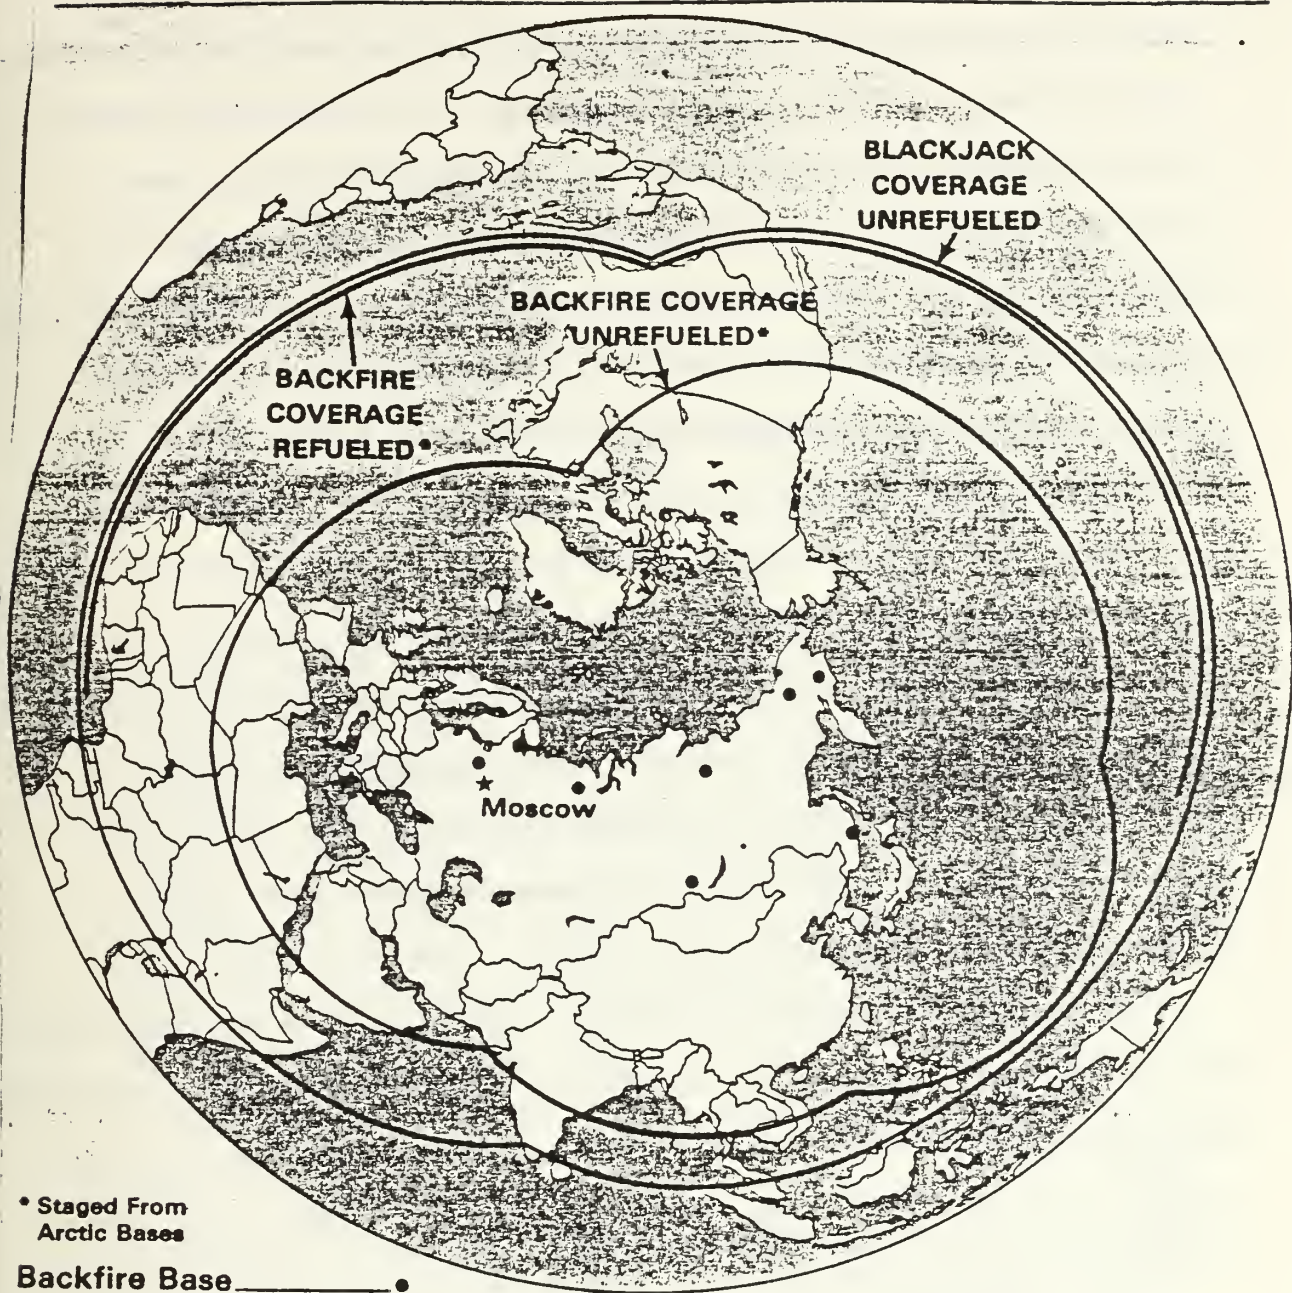 BLACKJACK
COVERAGE
UNREFUELED
BACKFIRE COVERAGE
UNREFUELED*
BACKFIRE
COVERAGE
REFUELED*
Moscow
* Staged From
Arctic Bases
Backfire Base